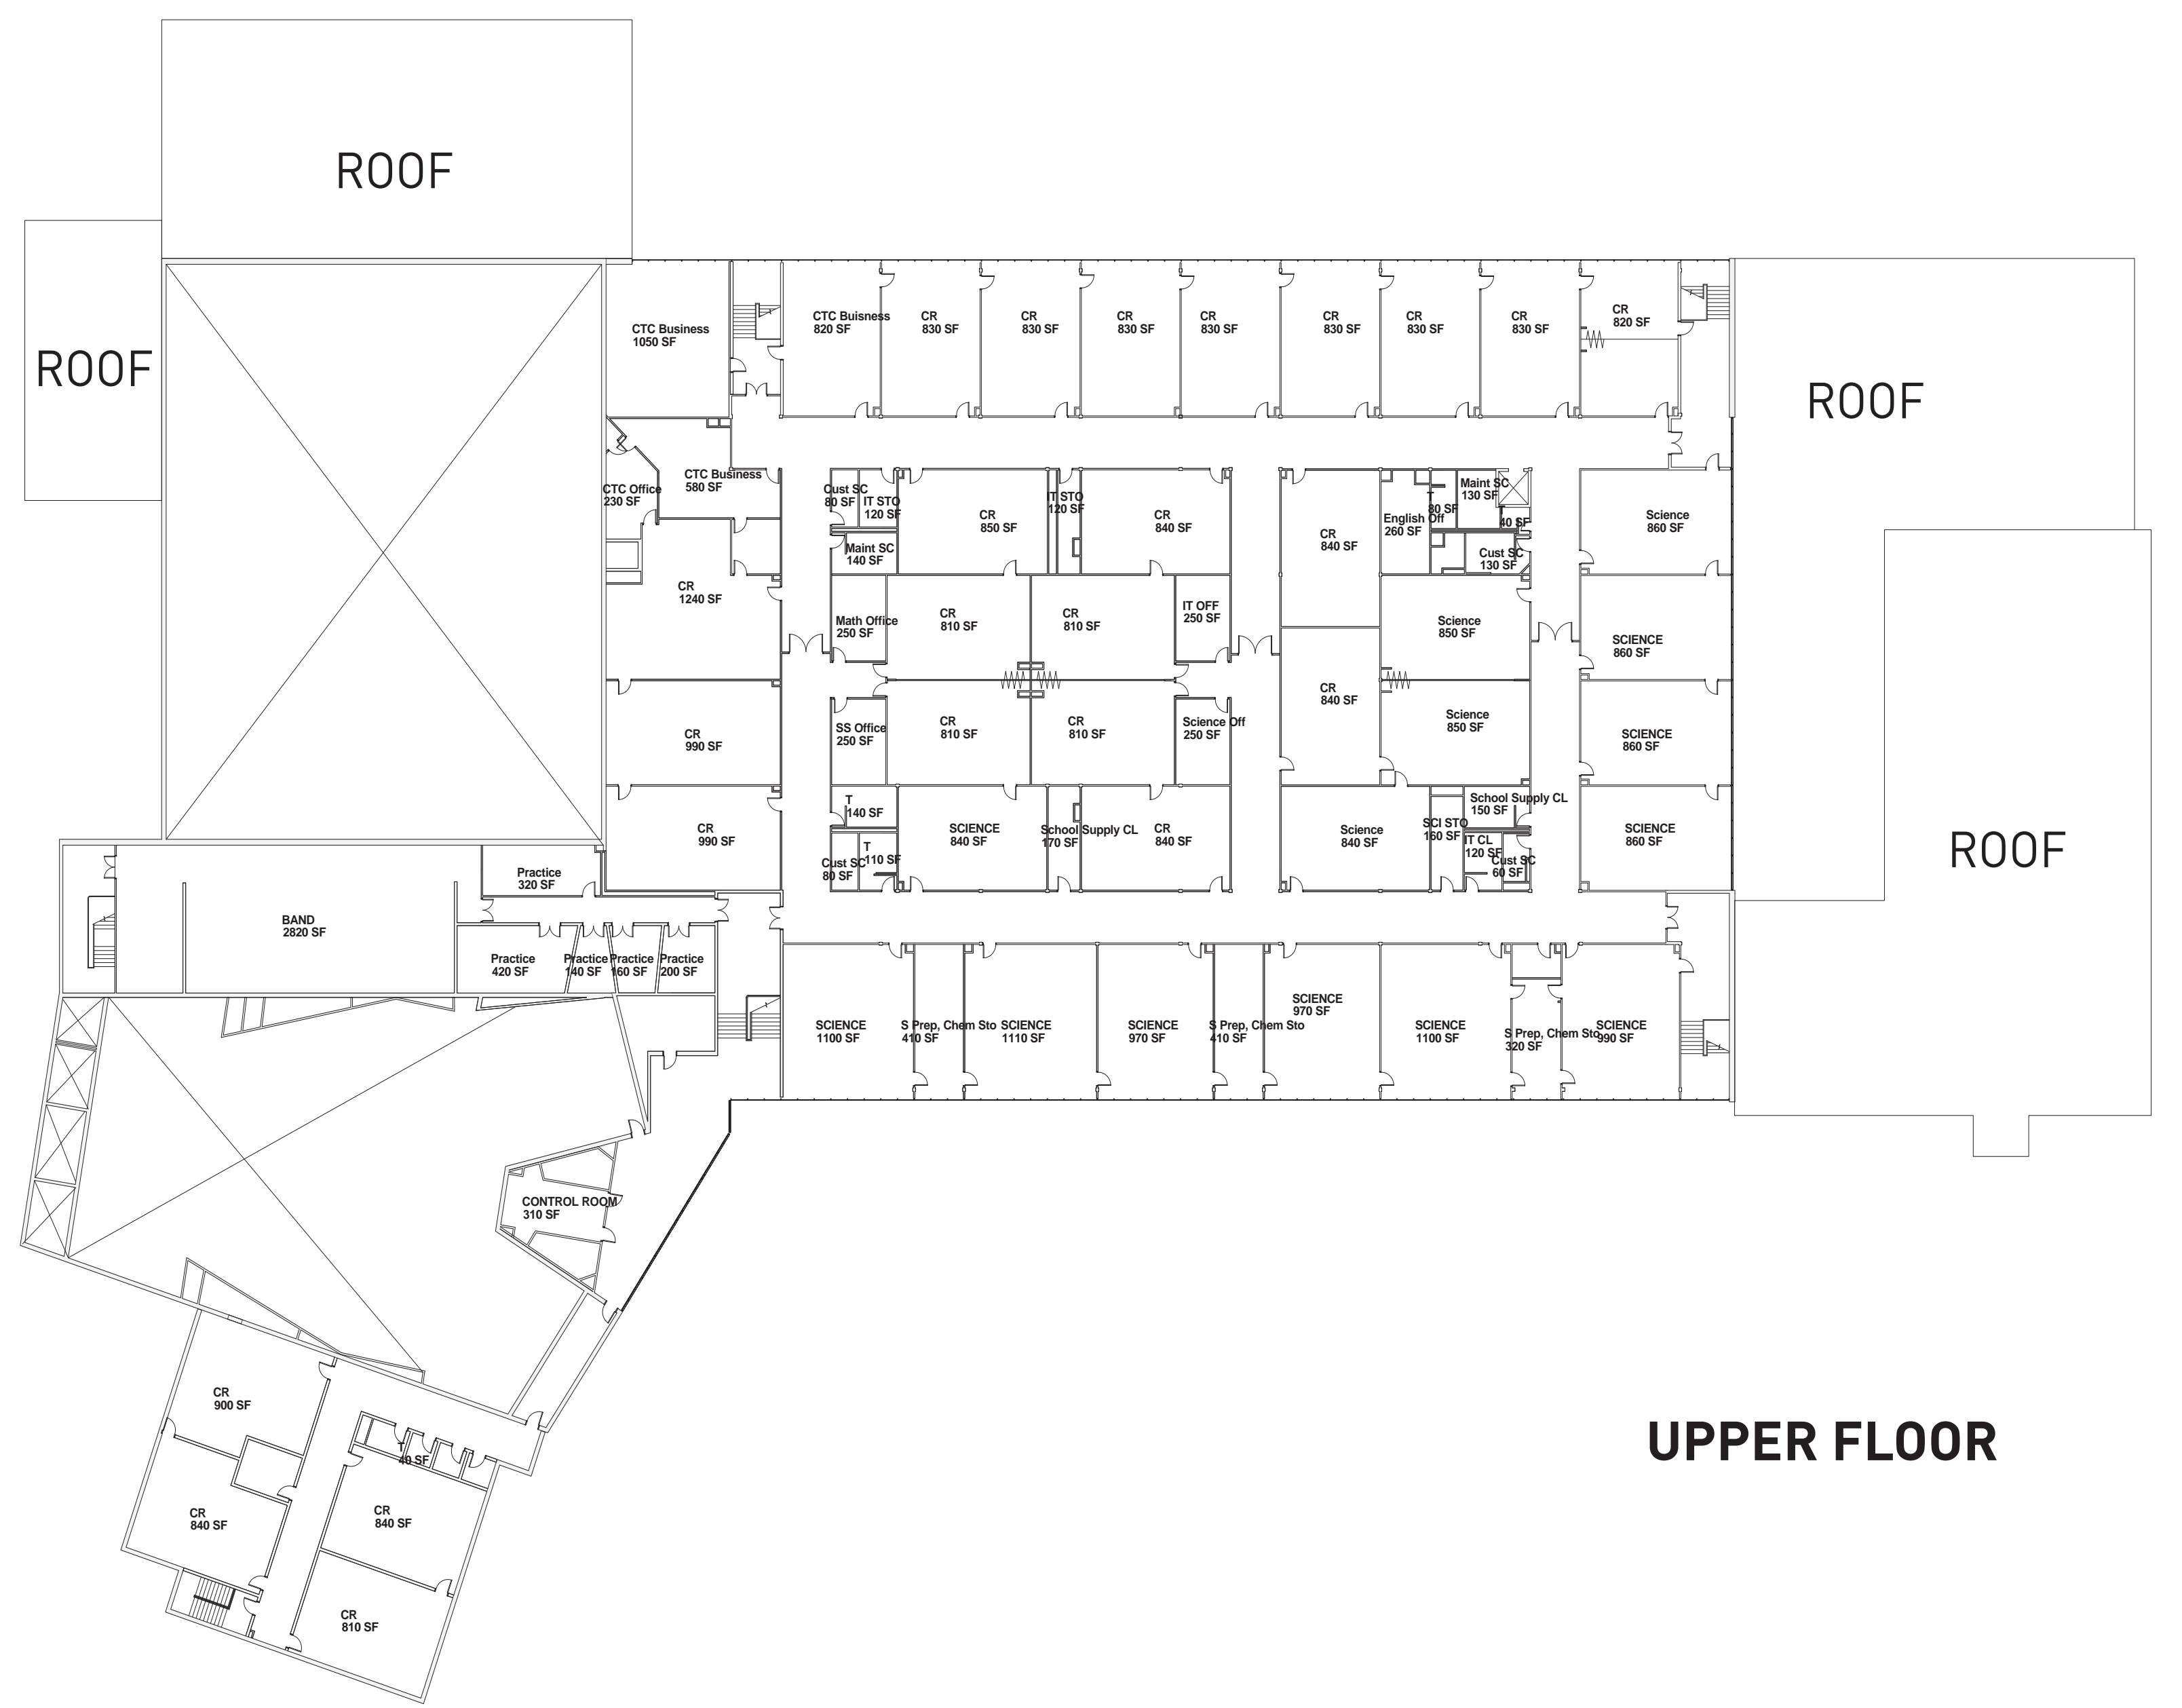 ROOF
ROOF
ROOF
ROOF
CTC Business
1050 SF
CTC Buisness
820 SF
CR
830 SF
CR
830 SF
CR
830 SF
CR
830 SF
CR
830 SF
CR
830 SF
CR
830 SF
CR
820 SF
CTC Office
230 SF
CTC Business
580 SF
Cust SC
80 SF
IT STO
120 SF
CR
850 SF
IT STO
120 SF
CR
840 SF
CR
840 SF
English Off
260 SF
T
80 SF
Maint SC
130 SF
T
40 SF
Science
860 SF
Maint SC
140 SF
Cust SC
130 SF
CR
1240 SF
Math Office
250 SF
CR
810 SF
CR
810 SF
IT OFF
250 SF
Science
850 SF
SCIENCE
860 SF
CR
990 SF
SS Office
250 SF
CR
810 SF
CR
810 SF
Science Off
250 SF
CR
840 SF
Science
850 SF
SCIENCE
860 SF
CR
990 SF
T
140 SF
Cust SC
80 SF
T
110 SF
SCIENCE
840 SF
School Supply CL
170 SF
CR
840 SF
Science
840 SF
SCI STO
160 SF
School Supply CL
150 SF
IT CL
120 SF
Cust SC
60 SF
SCIENCE
860 SF
Practice
320 SF
BAND
2820 SF
Practice
420 SF
Practice
140 SF
Practice
160 SF
Practice
200 SF
SCIENCE
1100 SF
S Prep, Chem Sto
410 SF
SCIENCE
1110 SF
SCIENCE
970 SF
S Prep, Chem Sto
410 SF
SCIENCE
970 SF
SCIENCE
1100 SF
S Prep, Chem Sto
320 SF
SCIENCE
990 SF
CONTROL ROOM
310 SF
CR
900 SF
T
40 SF
CR
840 SF
CR
840 SF
CR
810 SF
UPPER FLOOR